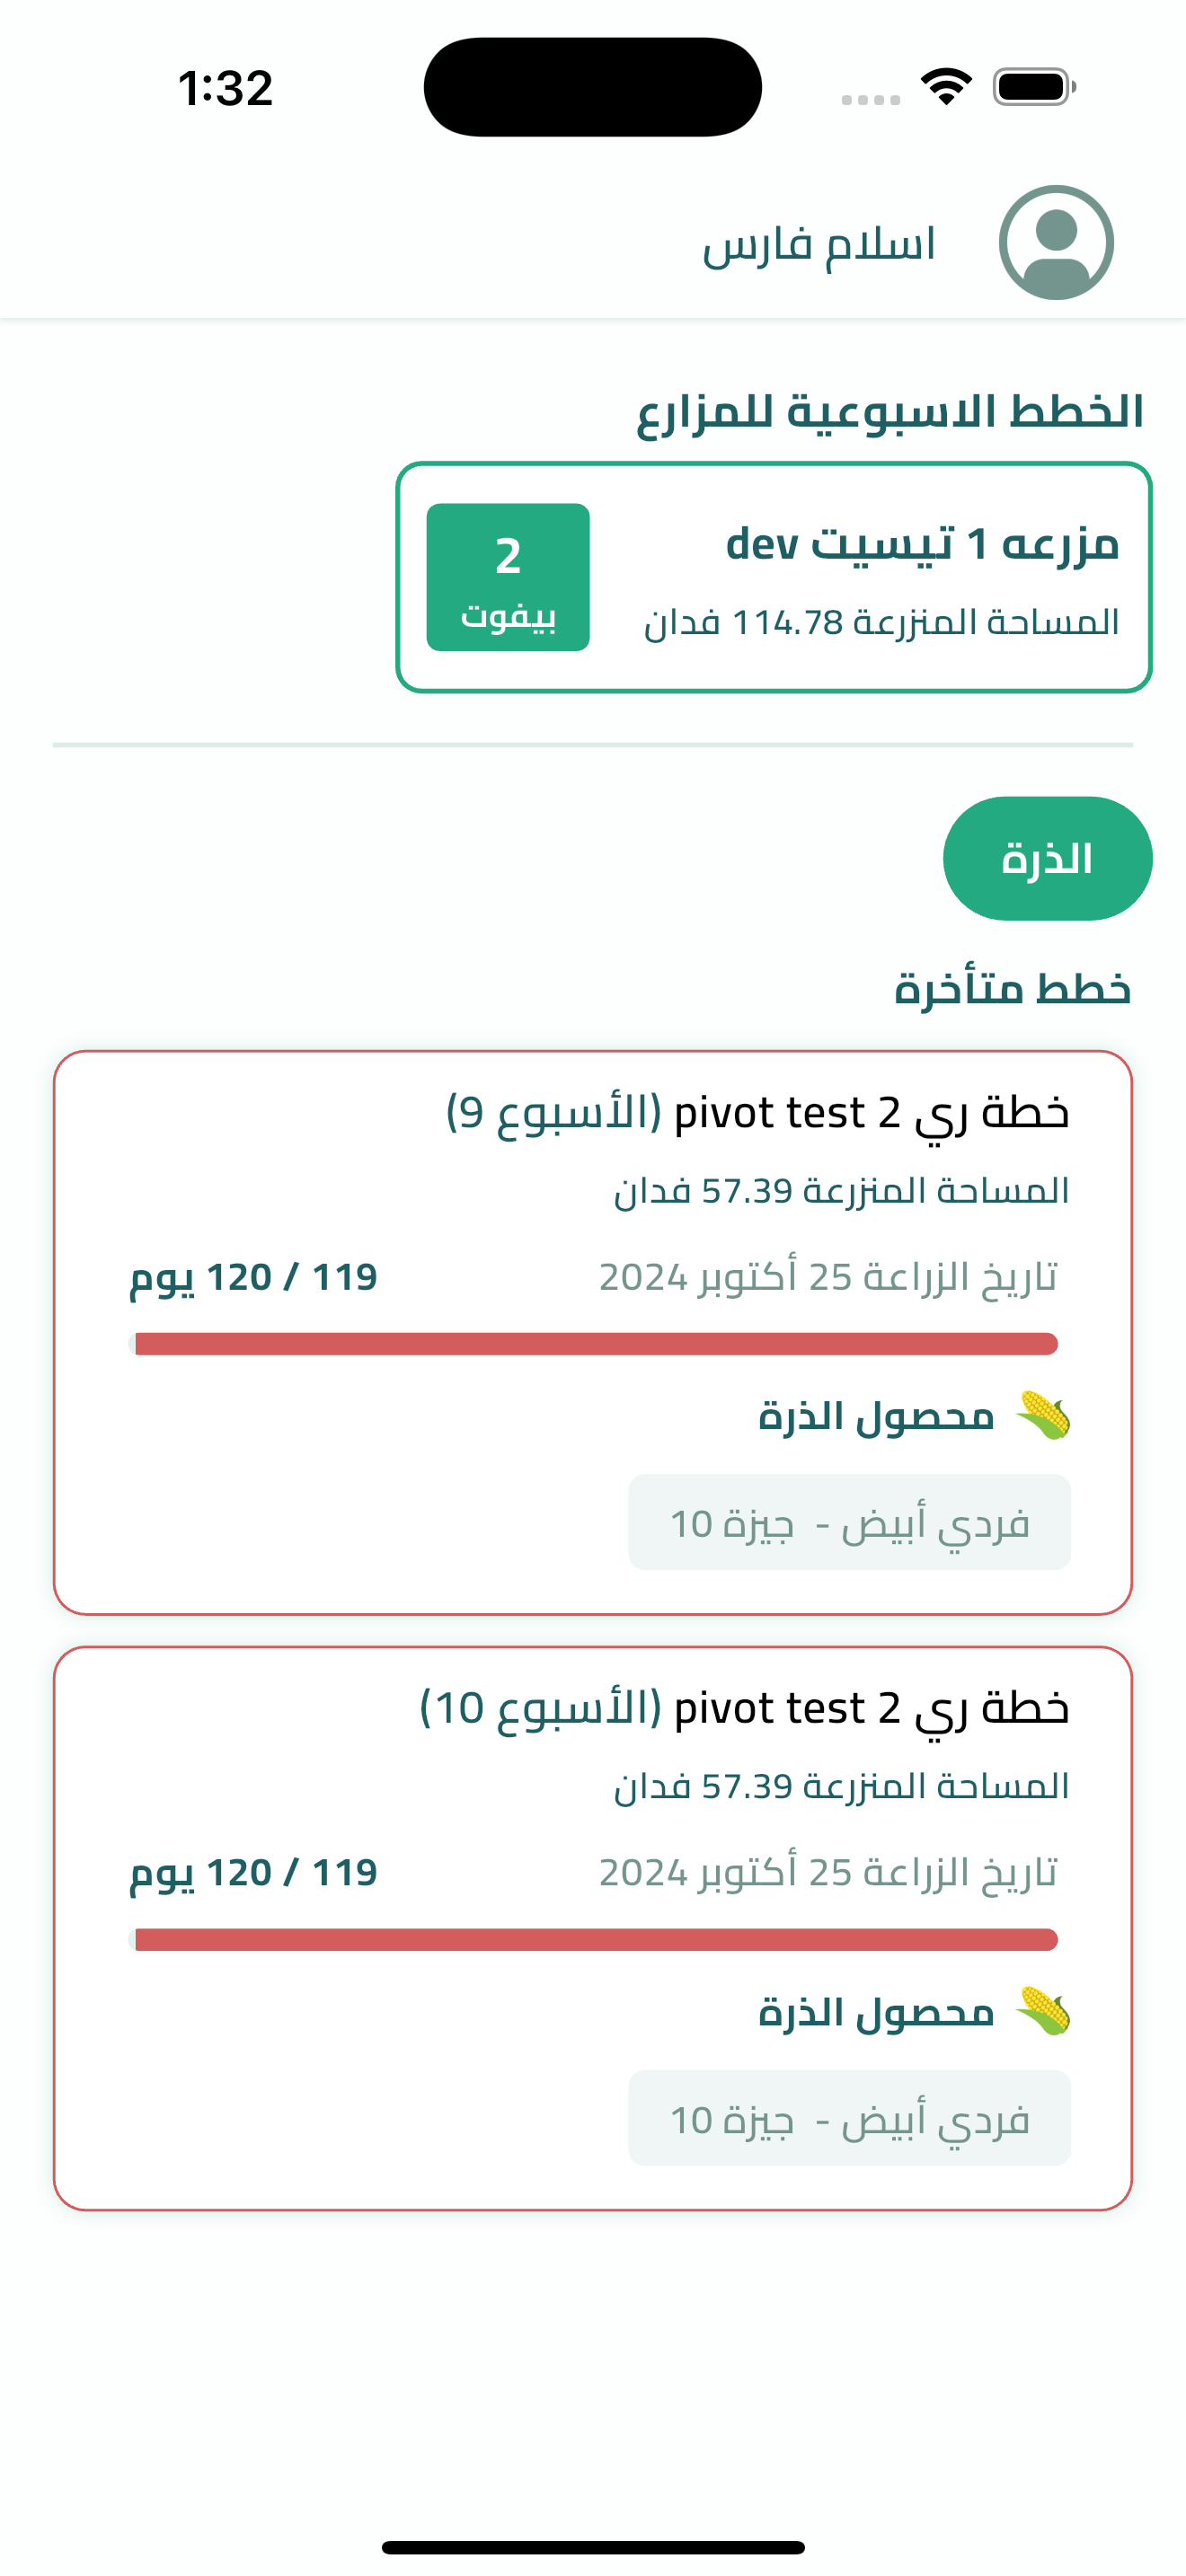 1:32
اسلام فارس
الخطط الاسبوعية للمزارع
مزرعه 1 تيسيت dev
المساحة المنزرعة 114.78 فدان
2
بيفوت
الذرة
خطط متأخرة
خطة ري pivot test 2 (الأسبوع 9)
المساحة المنزرعة 57.39 فدان
تاريخ الزراعة 25 أكتوبر 2024
119 / 120 يوم
محصول الذرة
فردي أبيض - جيزة 10
خطة ري pivot test 2 (الأسبوع 10)
المساحة المنزرعة 57.39 فدان
تاريخ الزراعة 25 أكتوبر 2024
119 / 120 يوم
محصول الذرة
فردي أبيض - جيزة 10